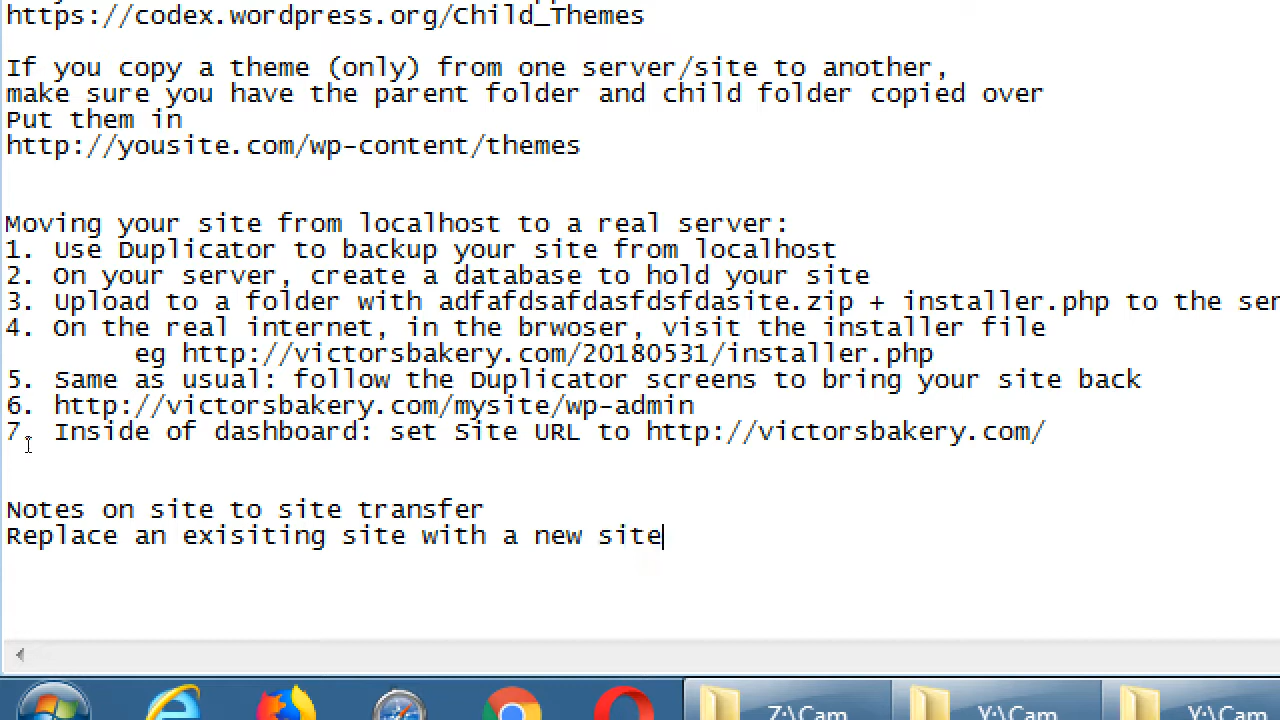 https://codex.wordpress.org/Child_Themes
If you copy a theme (only) from one server/site to another,
make sure you have the parent folder and child folder copied over
Put them in
http://yousite.com/wp-content/themes
Moving your site from localhost to a real server:
1. Use Duplicator to backup your site from localhost
2. On your server, create a database to hold your site
3. Upload to a folder with adfafdsafdasfdsfdasite.zip + installer.php to the ser
4. On the real internet, in the brwoser, visit the installer file
eg http://victorsbakery.com/20180531/installer.php
5. Same as usual: follow the Duplicator screens to bring your site back
6. http://victorsbakery.com/mysite/wp-admin
7. Inside of dashboard: set Site URL to http://victorsbakery.com/
Notes on site to site transfer
Replace an exisiting site with a new site
Z:\Cam
Y:\Cam
Y:\Cam